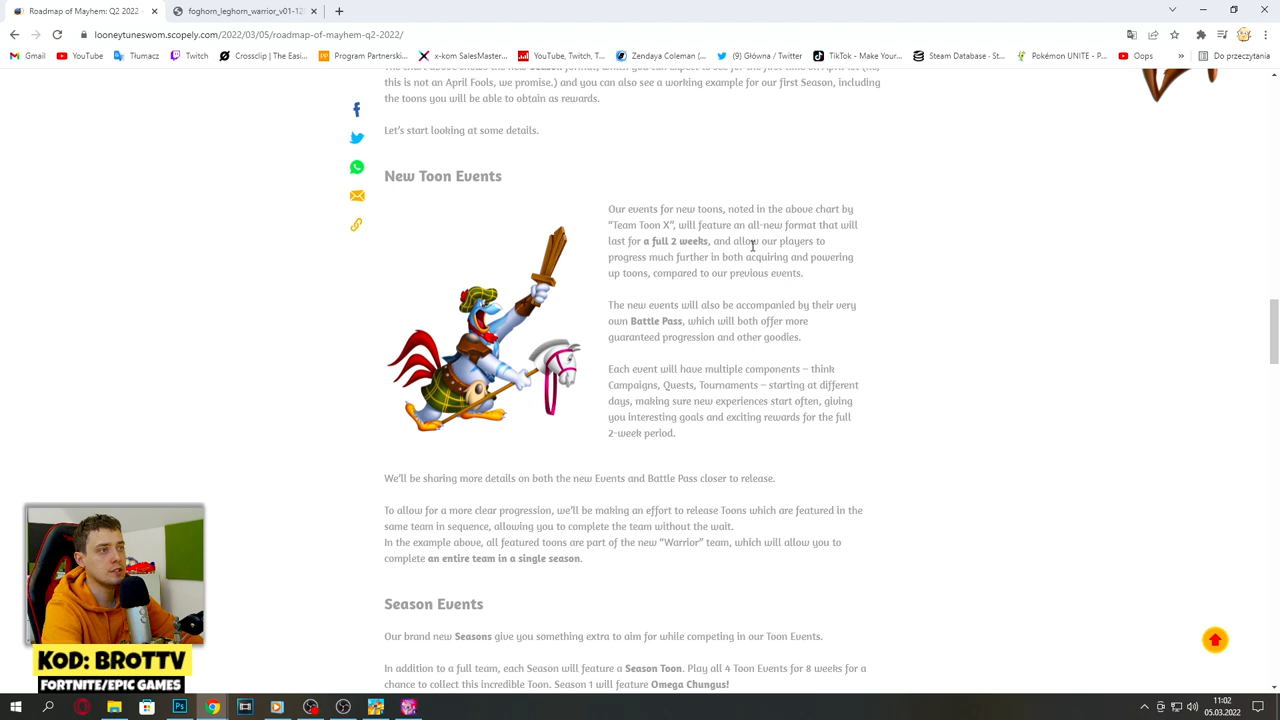 Roadmap of Mayhem: Q2 2022 -
foghorn_leghorn_warrior_v01-12
looneytuneswom.scopely.com/2022/03/05/roadmap-of-mayhem-q2-2022/
Gmail
YouTube
Tłumacz
Twitch
Crossclip | The Easi...
Program Partnerski...
x-kom SalesMaster...
YouTube, Twitch, T...
Zendaya Coleman (...
(9) Główna / Twitter
TikTok - Make Your...
Steam Database · St...
Pokémon UNITE - P...
Oops
»
Do przeczytania
this is not an April Fools, we promise.) and you can also see a working example for our first Season, including
the toons you will be able to obtain as rewards.
Let's start looking at some details.
New Toon Events
Our events for new toons, noted in the above chart by
"Team Toon X", will feature an all-new format that will
last for a full 2 weeks, and allow our players to
progress much further in both acquiring and powering
up toons, compared to our previous events.
The new events will also be accompanied by their very
own Battle Pass, which will both offer more
guaranteed progression and other goodies.
Each event will have multiple components – think
Campaigns, Quests, Tournaments – starting at different
days, making sure new experiences start often, giving
you interesting goals and exciting rewards for the full
2-week period.
We'll be sharing more details on both the new Events and Battle Pass closer to release.
To allow for a more clear progression, we'll be making an effort to release Toons which are featured in the
same team in sequence, allowing you to complete the team without the wait.
In the example above, all featured toons are part of the new "Warrior" team, which will allow you to
complete an entire team in a single season.
Season Events
Our brand new Seasons give you something extra to aim for while competing in our Toon Events.
In addition to a full team, each Season will feature a Season Toon. Play all 4 Toon Events for 8 weeks for a
chance to collect this incredible Toon. Season 1 will feature Omega Chungus!
KOD: BROTTV
FORTNITE/EPIC GAMES
11:02
05.03.2022